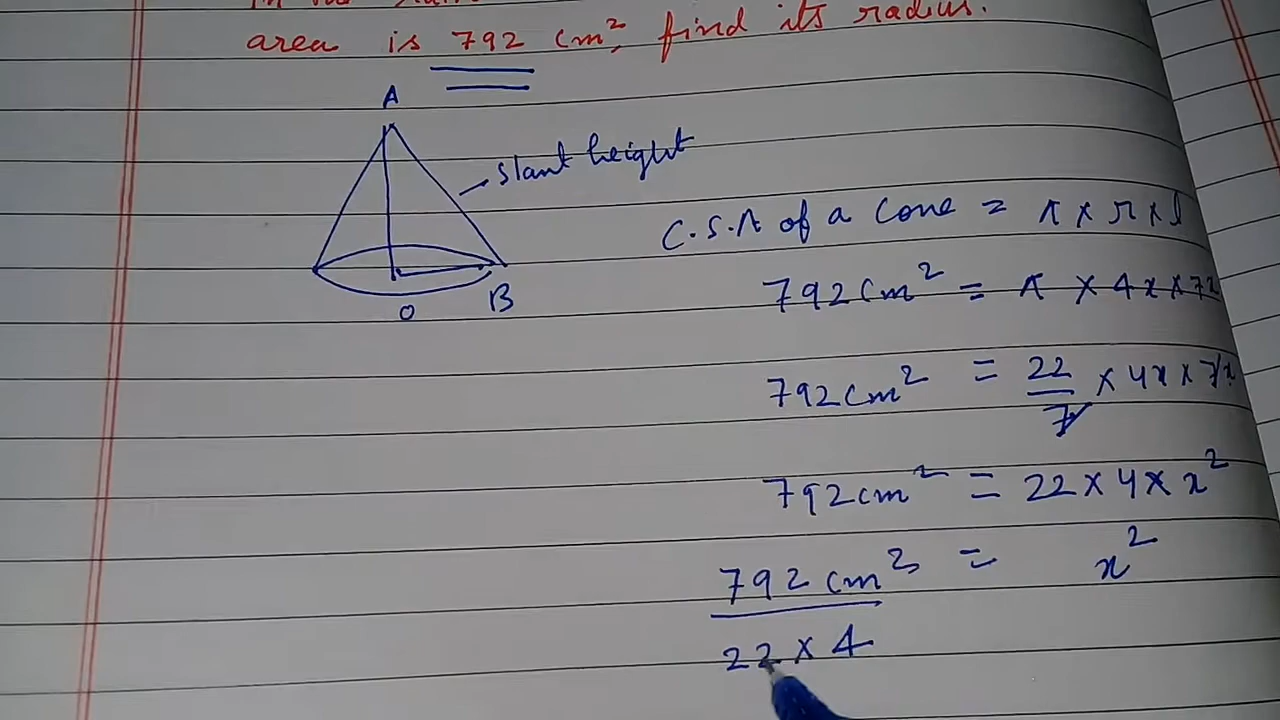 area is 792 cm², find its radius.
A
slant height
O
B
C.S.A of a cone = π × r × l
792 cm² = π × 4x × 7x
792 cm² = 22/7 × 4x × 7x
792 cm² = 22 × 4 × x²
792 cm² / 22 × 4 = x²